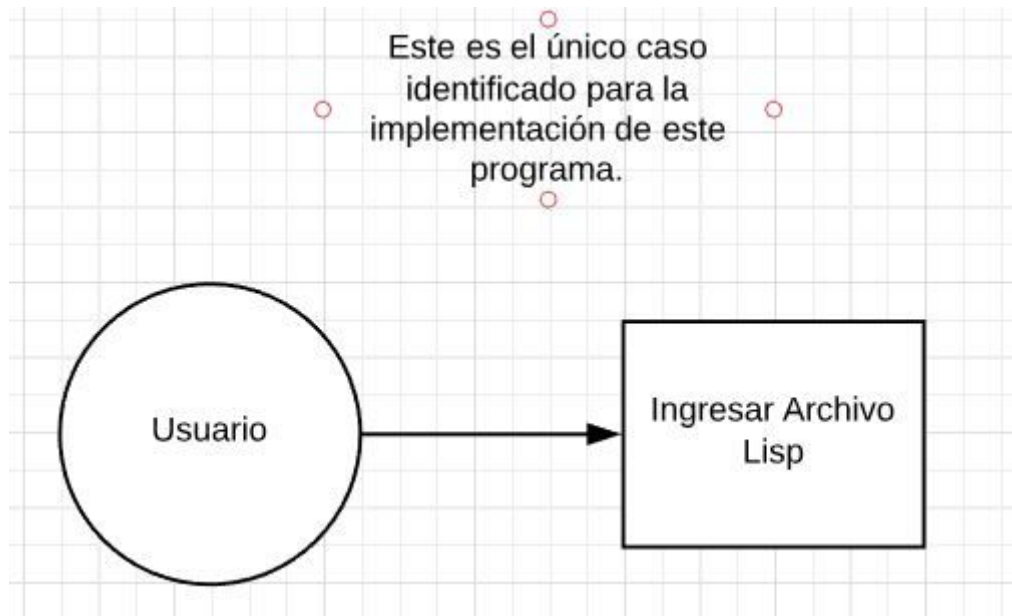 Este es el único caso
identificado para la
implementación de este
programa.
Usuario
Ingresar Archivo
Lisp